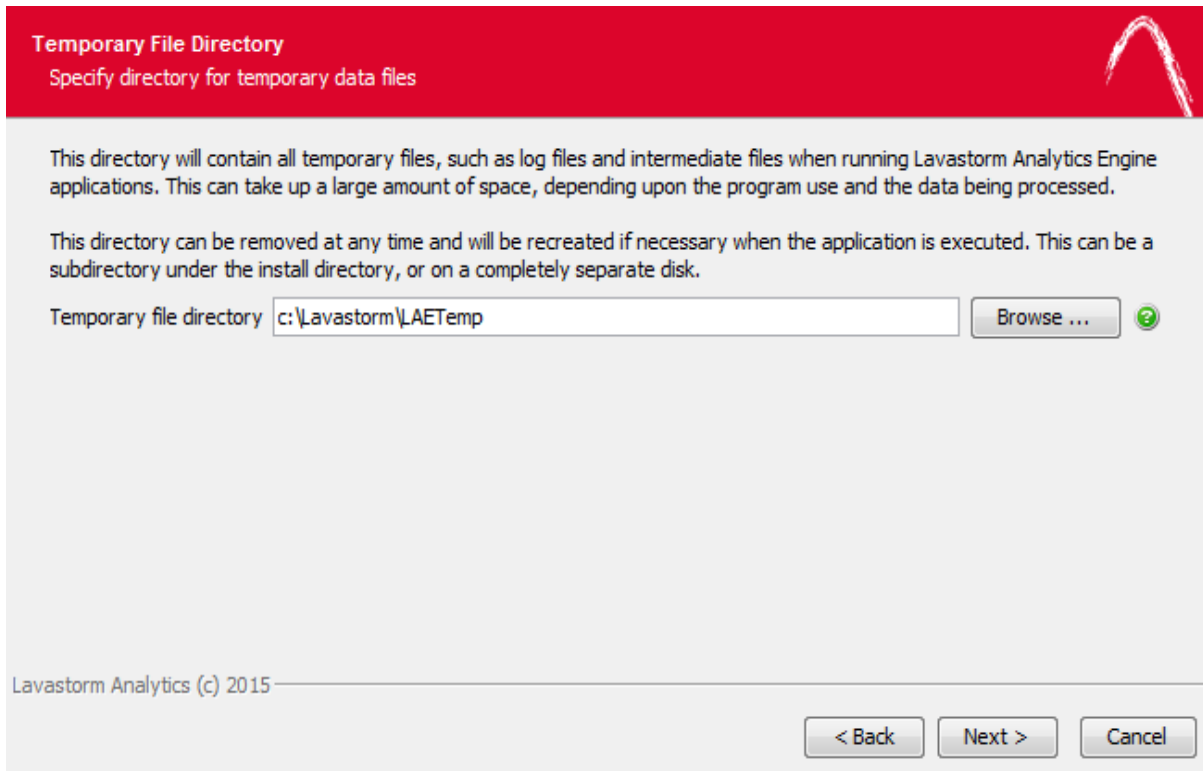 Temporary File Directory
Specify directory for temporary data files
This directory will contain all temporary files, such as log files and intermediate files when running Lavastorm Analytics Engine
applications. This can take up a large amount of space, depending upon the program use and the data being processed.
This directory can be removed at any time and will be recreated if necessary when the application is executed. This can be a
subdirectory under the install directory, or on a completely separate disk.
Temporary file directory c:\Lavastorm\LAETemp Browse ... ?
Lavastorm Analytics (c) 2015
< Back Next > Cancel